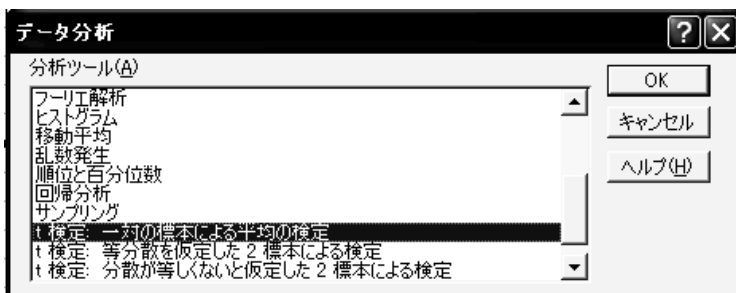 データ分析
分析ツール(A)
フーリエ解析
ヒストグラム
移動平均
乱数発生
順位と百分位数
回帰分析
サンプリング
t 検定: 一対の標本による平均の検定
t 検定: 等分散を仮定した 2 標本による検定
t 検定: 分散が等しくないと仮定した 2 標本による検定
OK
キャンセル
ヘルプ(H)